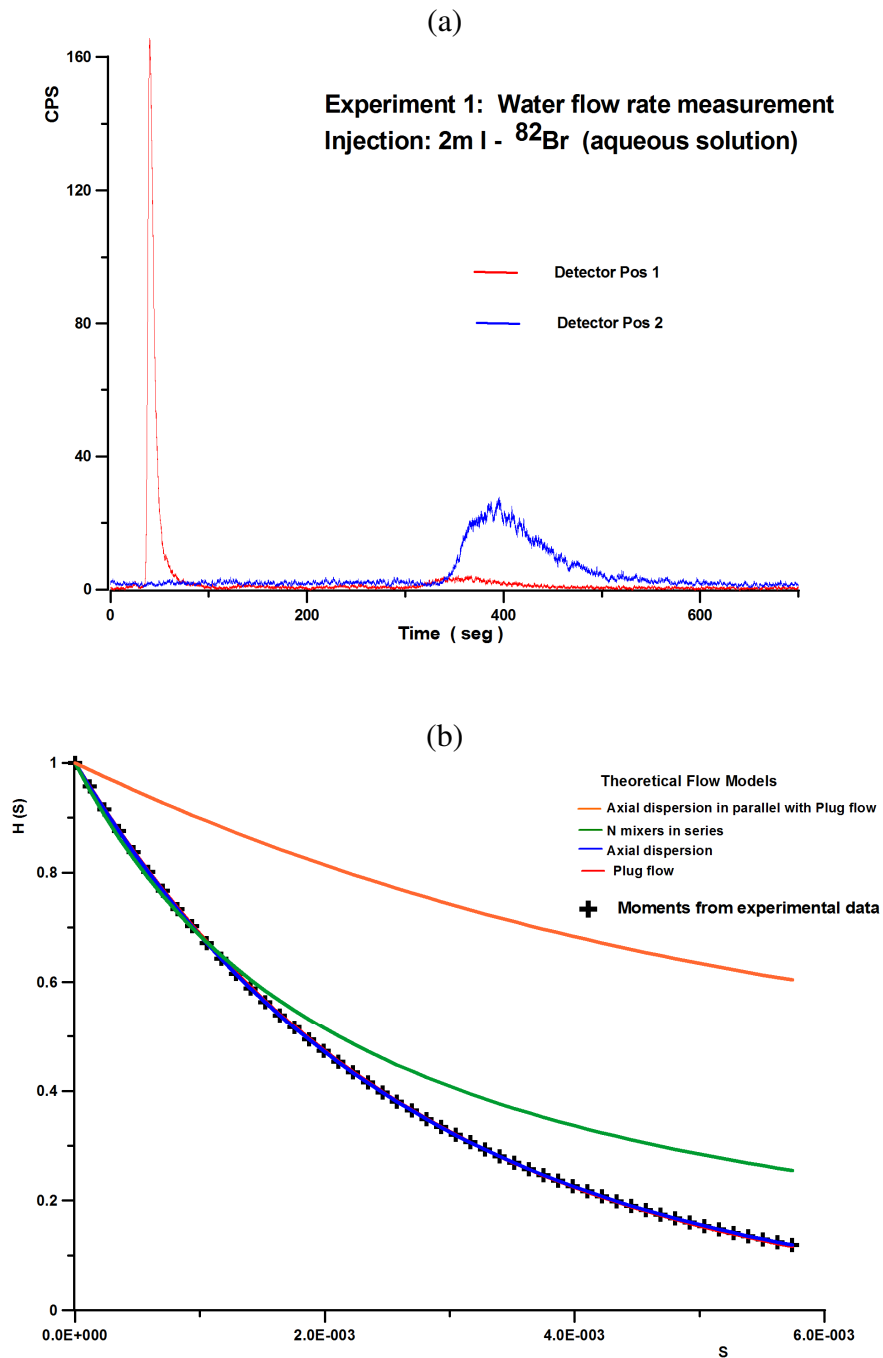 (a)
160
120
80
40
0
CPS
Experiment 1: Water flow rate measurement
Injection: 2m l - 82Br (aqueous solution)
Detector Pos 1
Detector Pos 2
0
200
400
600
Time ( seg )
(b)
1
0.8
0.6
0.4
0.2
0
H (S)
Theoretical Flow Models
Axial dispersion in parallel with Plug flow
N mixers in series
Axial dispersion
Plug flow
Moments from experimental data
0.0E+000
2.0E-003
4.0E-003
6.0E-003
S